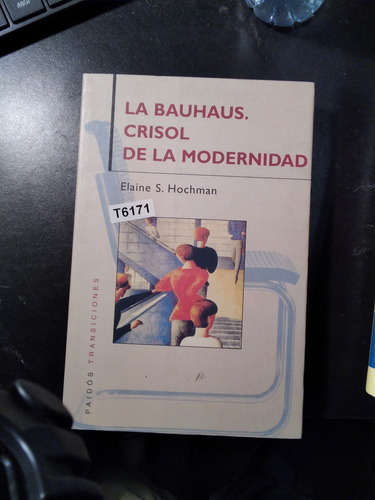 LA BAUHAUS.
CRISOL
DE LA MODERNIDAD
Elaine S. Hochman
T6171
PAIDÓS TRANSICIONES